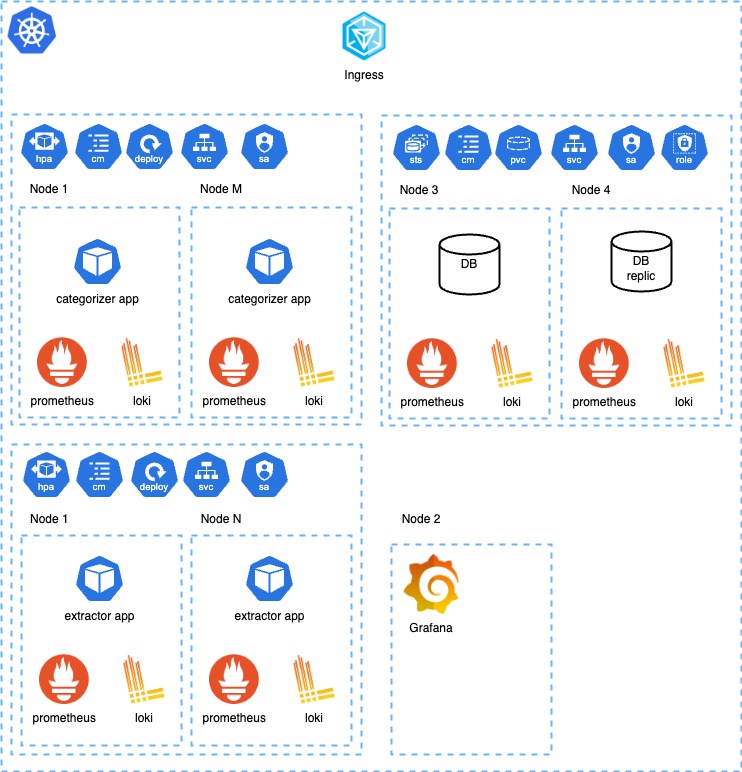 Ingress
hpa cm deploy svc sa
Node 1 Node M
categorizer app categorizer app
prometheus loki prometheus loki
sts cm pvc svc sa role
Node 3 Node 4
DB
DB
replic
prometheus loki prometheus loki
hpa cm deploy svc sa
Node 1 Node N
extractor app extractor app
prometheus loki prometheus loki
Node 2
Grafana